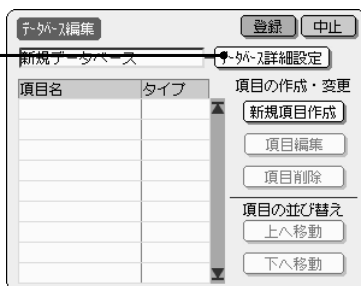 データベース編集 登録 中止
新規データベース データベース詳細設定
項目名 タイプ 項目の作成・変更
新規項目作成
項目編集
項目削除
項目の並び替え
上へ移動
下へ移動